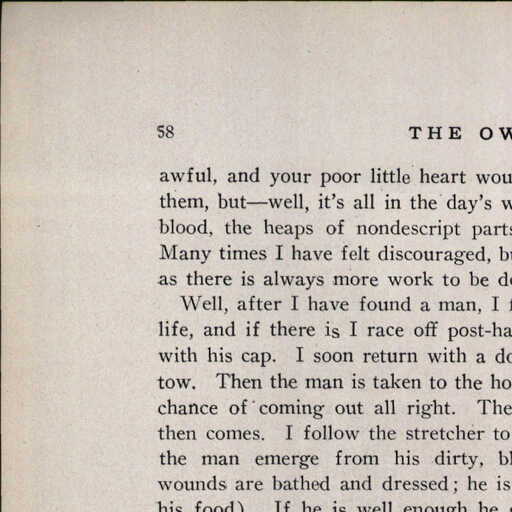 58
THE OW
awful, and your poor little heart wou
them, but—well, it's all in the day's w
blood, the heaps of nondescript parts
Many times I have felt discouraged, bu
as there is always more work to be do
Well, after I have found a man, I f
life, and if there is I race off post-ha
with his cap. I soon return with a do
tow. Then the man is taken to the ho
chance of coming out all right. The
then comes. I follow the stretcher to
the man emerge from his dirty, bl
wounds are bathed and dressed; he is
his food). If he is well enough he